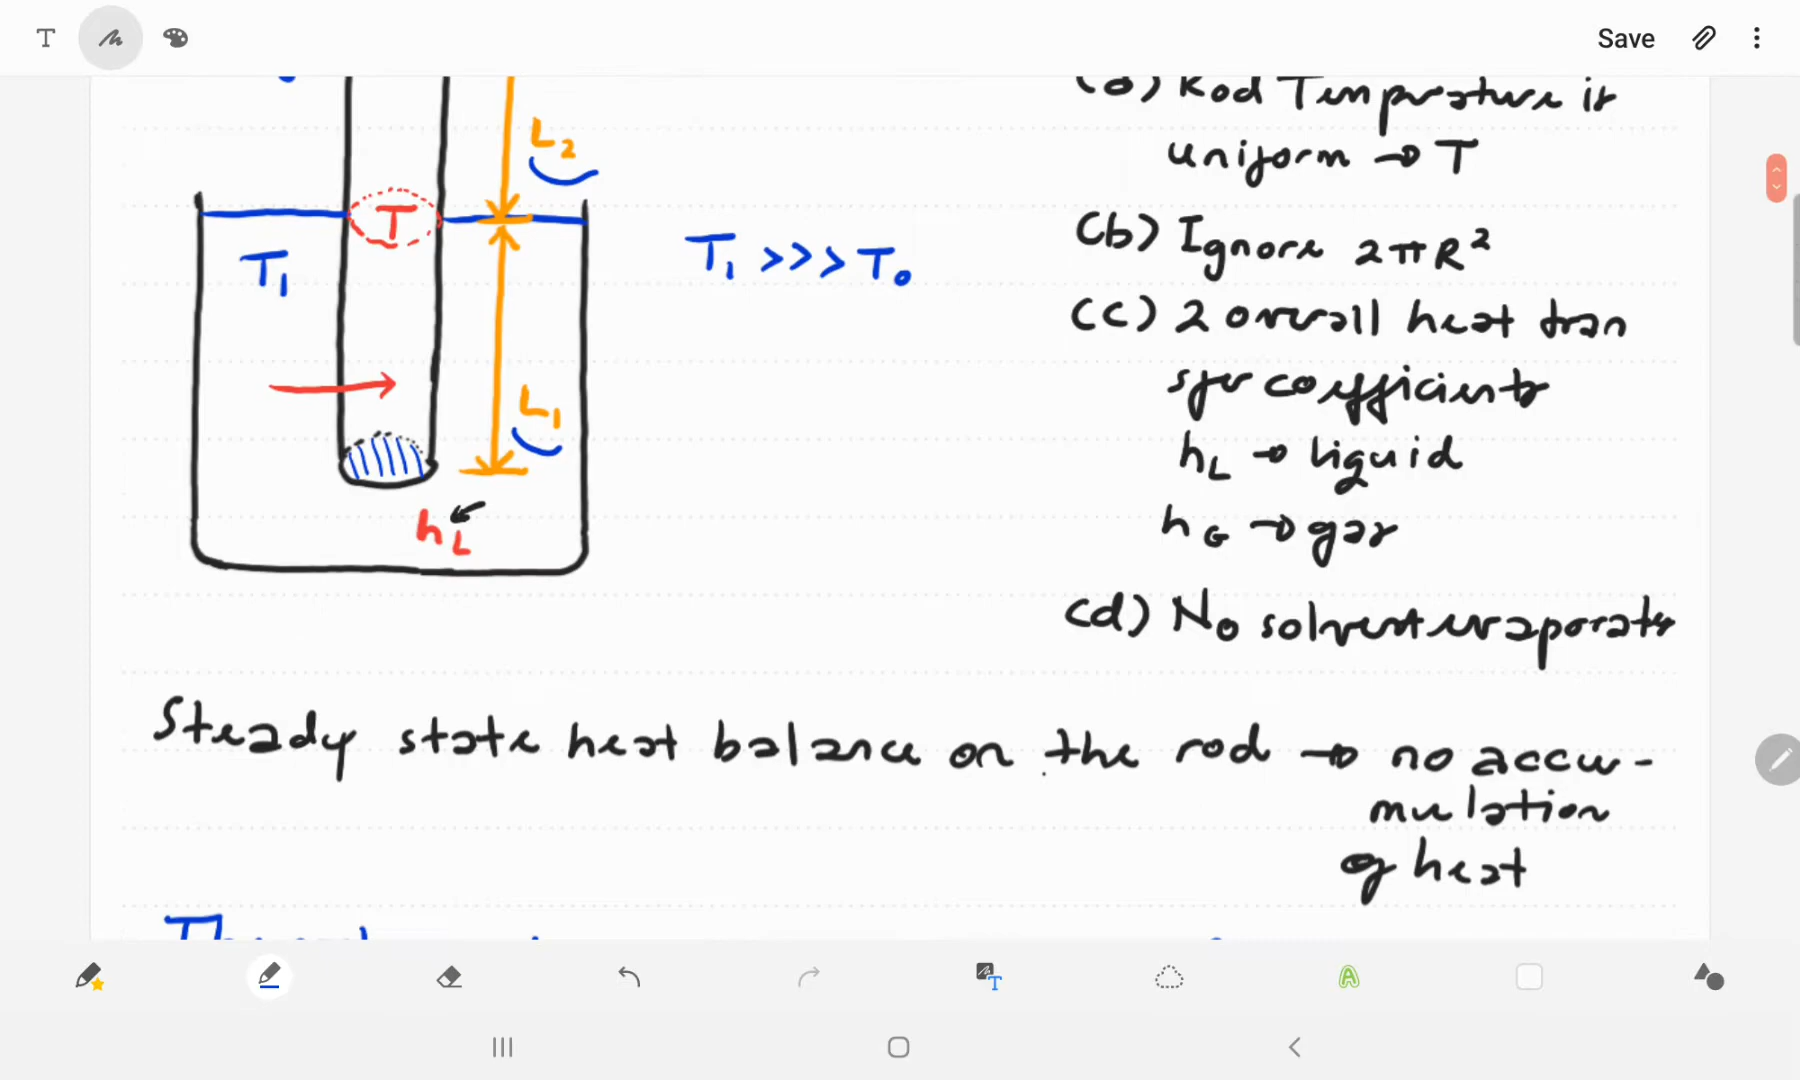 T
Save
(a) Rod Temperature is
uniform → T
L2
T
T1
T1 >>> T0
(b) Ignore 2πR²
(c) 2 overall heat tran
sfer coefficients
L1
hL → liquid
hL
hG → gas
(d) No solvent evaporates
Steady state heat balance on the rod → no accu-
mulation
of heat
T
A